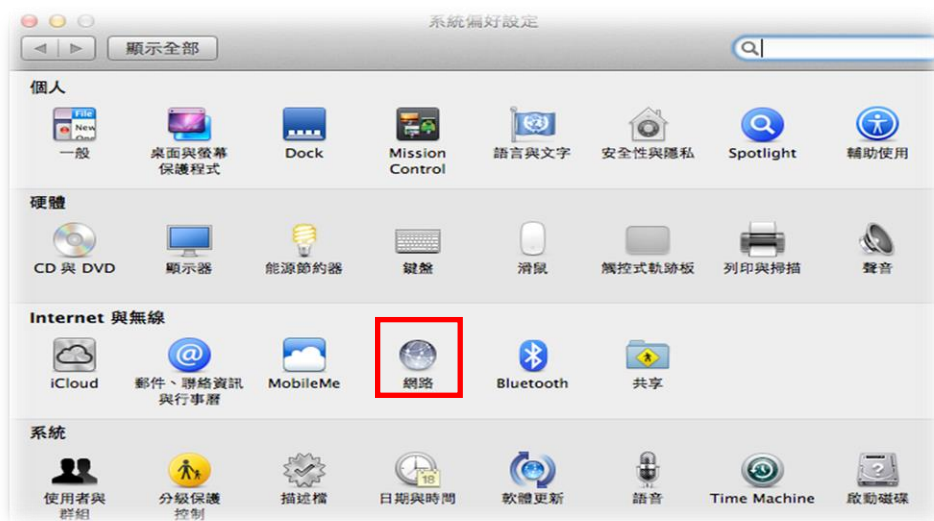 系統偏好設定
顯示全部
個人
File
New
一般
桌面與螢幕
保護程式
Dock
Mission
Control
語言與文字
安全性與隱私
Spotlight
輔助使用
硬體
CD 與 DVD
顯示器
能源節約器
鍵盤
滑鼠
觸控式軌跡板
列印與掃描
聲音
Internet 與無線
iCloud
郵件、聯絡資訊
與行事曆
MobileMe
網路
Bluetooth
共享
系統
使用者與
群組
分級保護
控制
描述檔
18
日期與時間
軟體更新
語音
Time Machine
啟動磁碟